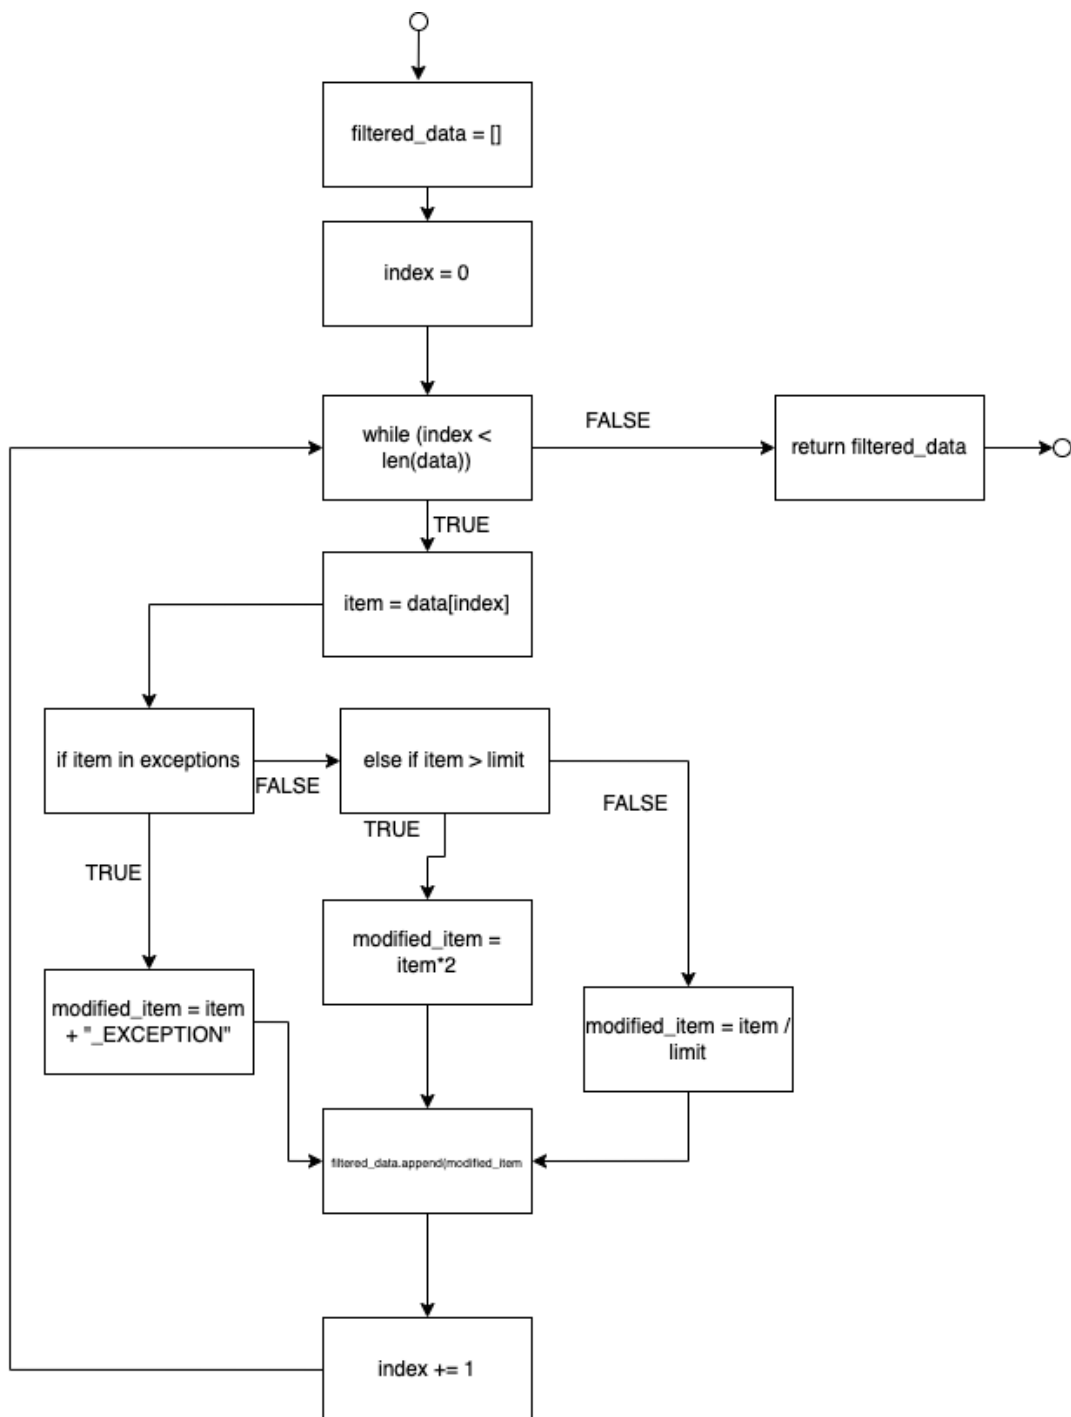 filtered_data = []
index = 0
while (index <
len(data))
FALSE
return filtered_data
TRUE
item = data[index]
if item in exceptions
FALSE
else if item > limit
FALSE
TRUE
TRUE
modified_item =
item*2
modified_item = item
+ "_EXCEPTION"
modified_item = item /
limit
filtered_data.append(modified_item
index += 1